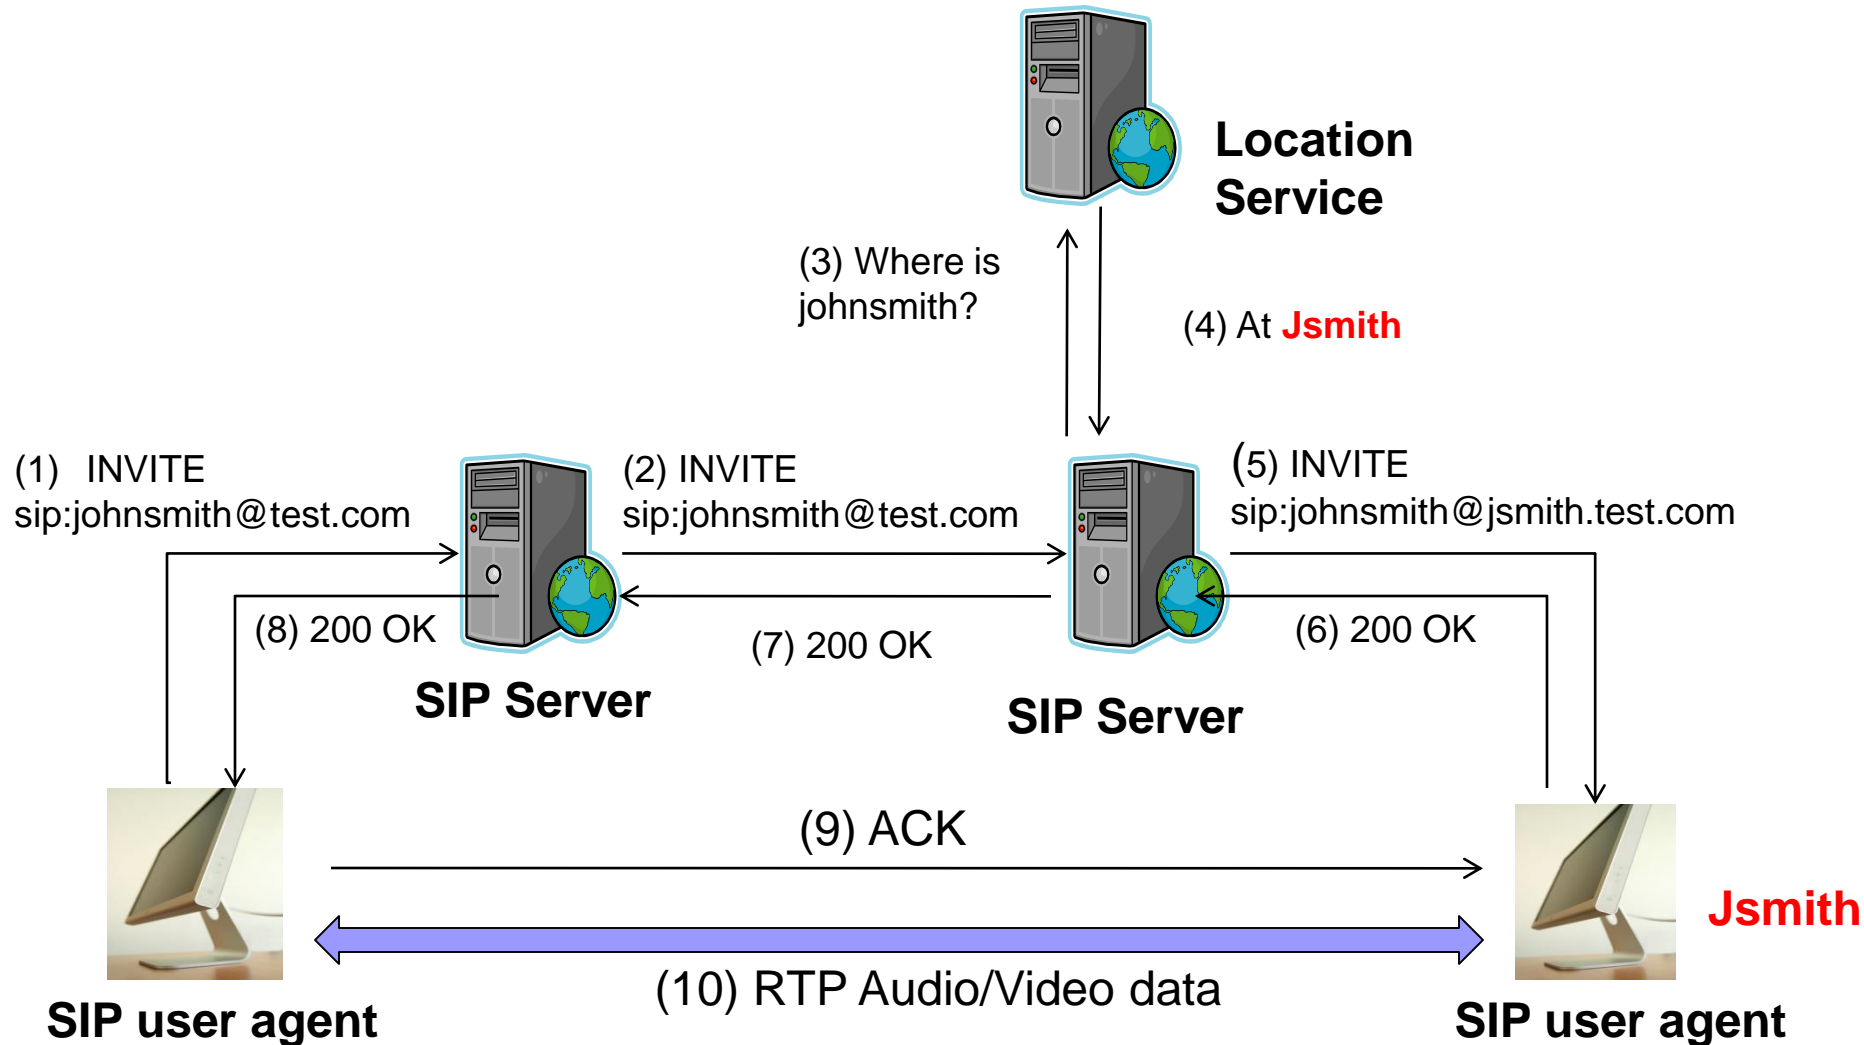 Location
Service
(3) Where is
johnsmith?
(4) At Jsmith
(1) INVITE
sip:johnsmith@test.com
(2) INVITE
sip:johnsmith@test.com
(5) INVITE
sip:johnsmith@jsmith.test.com
(8) 200 OK
(7) 200 OK
(6) 200 OK
SIP Server
SIP Server
(9) ACK
Jsmith
(10) RTP Audio/Video data
SIP user agent
SIP user agent